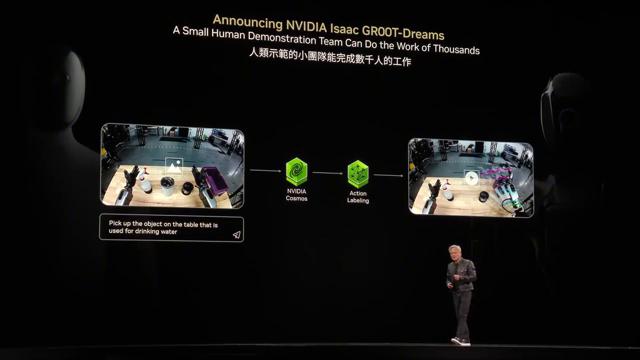 Announcing NVIDIA Isaac GR00T-Dreams
A Small Human Demonstration Team Can Do the Work of Thousands
人類示範的小團隊能完成數千人的工作
NVIDIA
Cosmos
Action
Labeling
Pick up the object on the table that is
used for drinking water